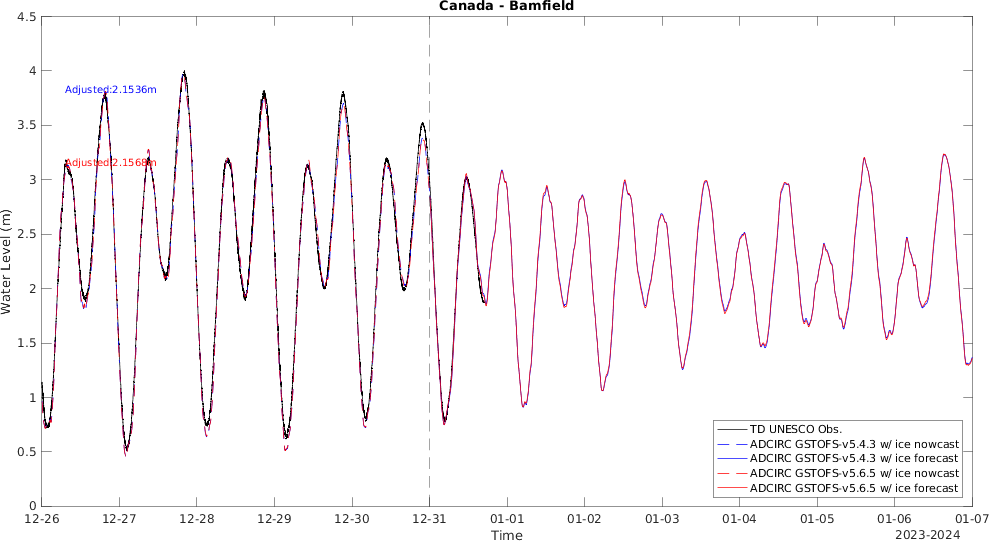 Canada - Bamfield
4.5
4
3.5
3
2.5
2
1.5
1
0.5
0
Water Level (m)
Adjusted:2.1536m
Adjusted:2.1568m
TD UNESCO Obs.
ADCIRC GSTOFS-v5.4.3 w/ ice nowcast
ADCIRC GSTOFS-v5.4.3 w/ ice forecast
ADCIRC GSTOFS-v5.6.5 w/ ice nowcast
ADCIRC GSTOFS-v5.6.5 w/ ice forecast
12-26 12-27 12-28 12-29 12-30 12-31 01-01 01-02 01-03 01-04 01-05 01-06 01-07
Time
2023-2024